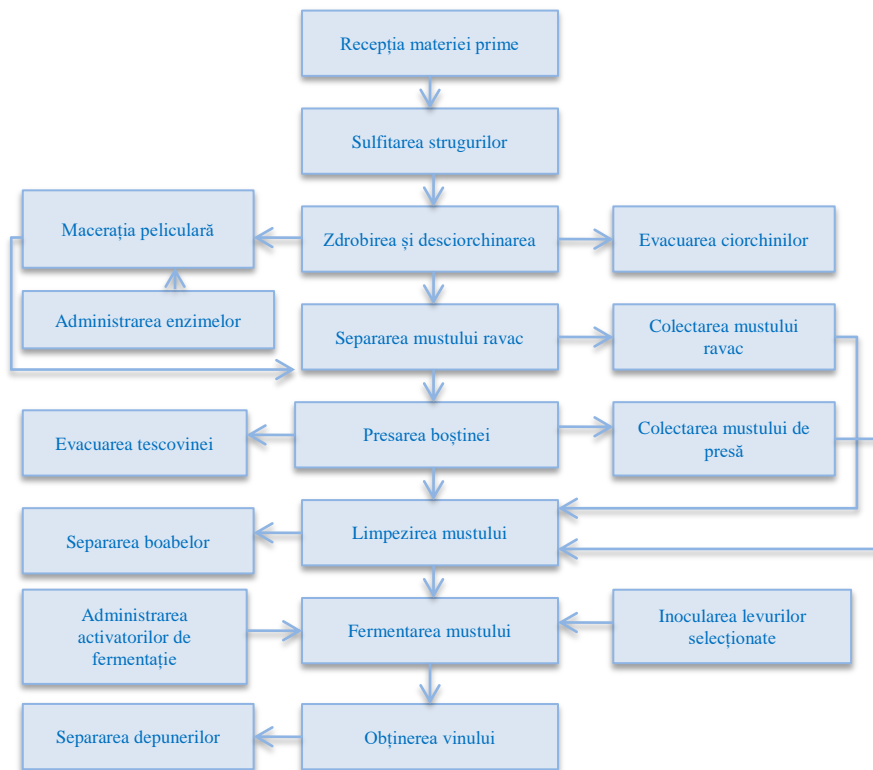 Recepția materiei prime
Sulfitarea strugurilor
Macerația peliculară
Zdrobirea și desciorchinarea
Evacuarea ciorchinilor
Administrarea enzimelor
Separarea mustului ravac
Colectarea mustului
ravac
Evacuarea tescovinei
Presarea boștinei
Colectarea mustului de
presă
Separarea boabelor
Limpezirea mustului
Administrarea
activatorilor de
fermentație
Fermentarea mustului
Inocularea levurilor
selecționate
Separarea depunerilor
Obținerea vinului